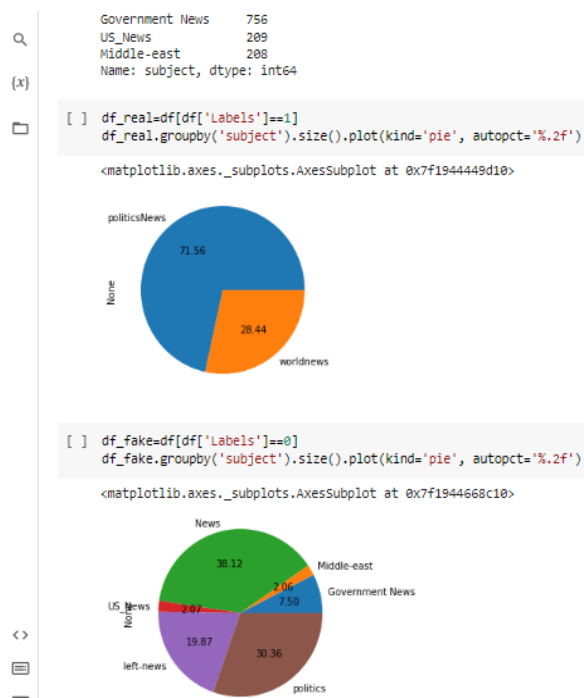 Government News 756
US_News 209
Middle-east 208
Name: subject, dtype: int64
{x}
[ ] df_real=df[df['Labels']==1]
df_real.groupby('subject').size().plot(kind='pie', autopct='%.2f')
<matplotlib.axes._subplots.AxesSubplot at 0x7f1944449d10>
politicsNews
71.56
None
28.44
worldnews
[ ] df_fake=df[df['Labels']==0]
df_fake.groupby('subject').size().plot(kind='pie', autopct='%.2f')
<matplotlib.axes._subplots.AxesSubplot at 0x7f1944668c10>
News
38.12
Middle-east
2.06
Government News
7.50
US_News
2.07
None
19.87
30.36
left-news
politics
<>